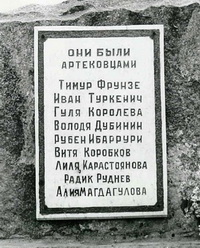 ОНИ БЫЛИ
АРТЕКОВЦАМИ
ТИМУР ФРУНЗЕ
ИВАН ТУРКЕНИЧ
ГУЛЯ КОРОЛЕВА
ВОЛОДЯ ДУБИНИН
РУБЕН ИБАРРУРИ
ВИТЯ КОРОБКОВ
ЛИЛЯ КАРАСТОЯНОВА
РАДИК РУДНЕВ
АЛИЯ МАГДАГУЛОВА